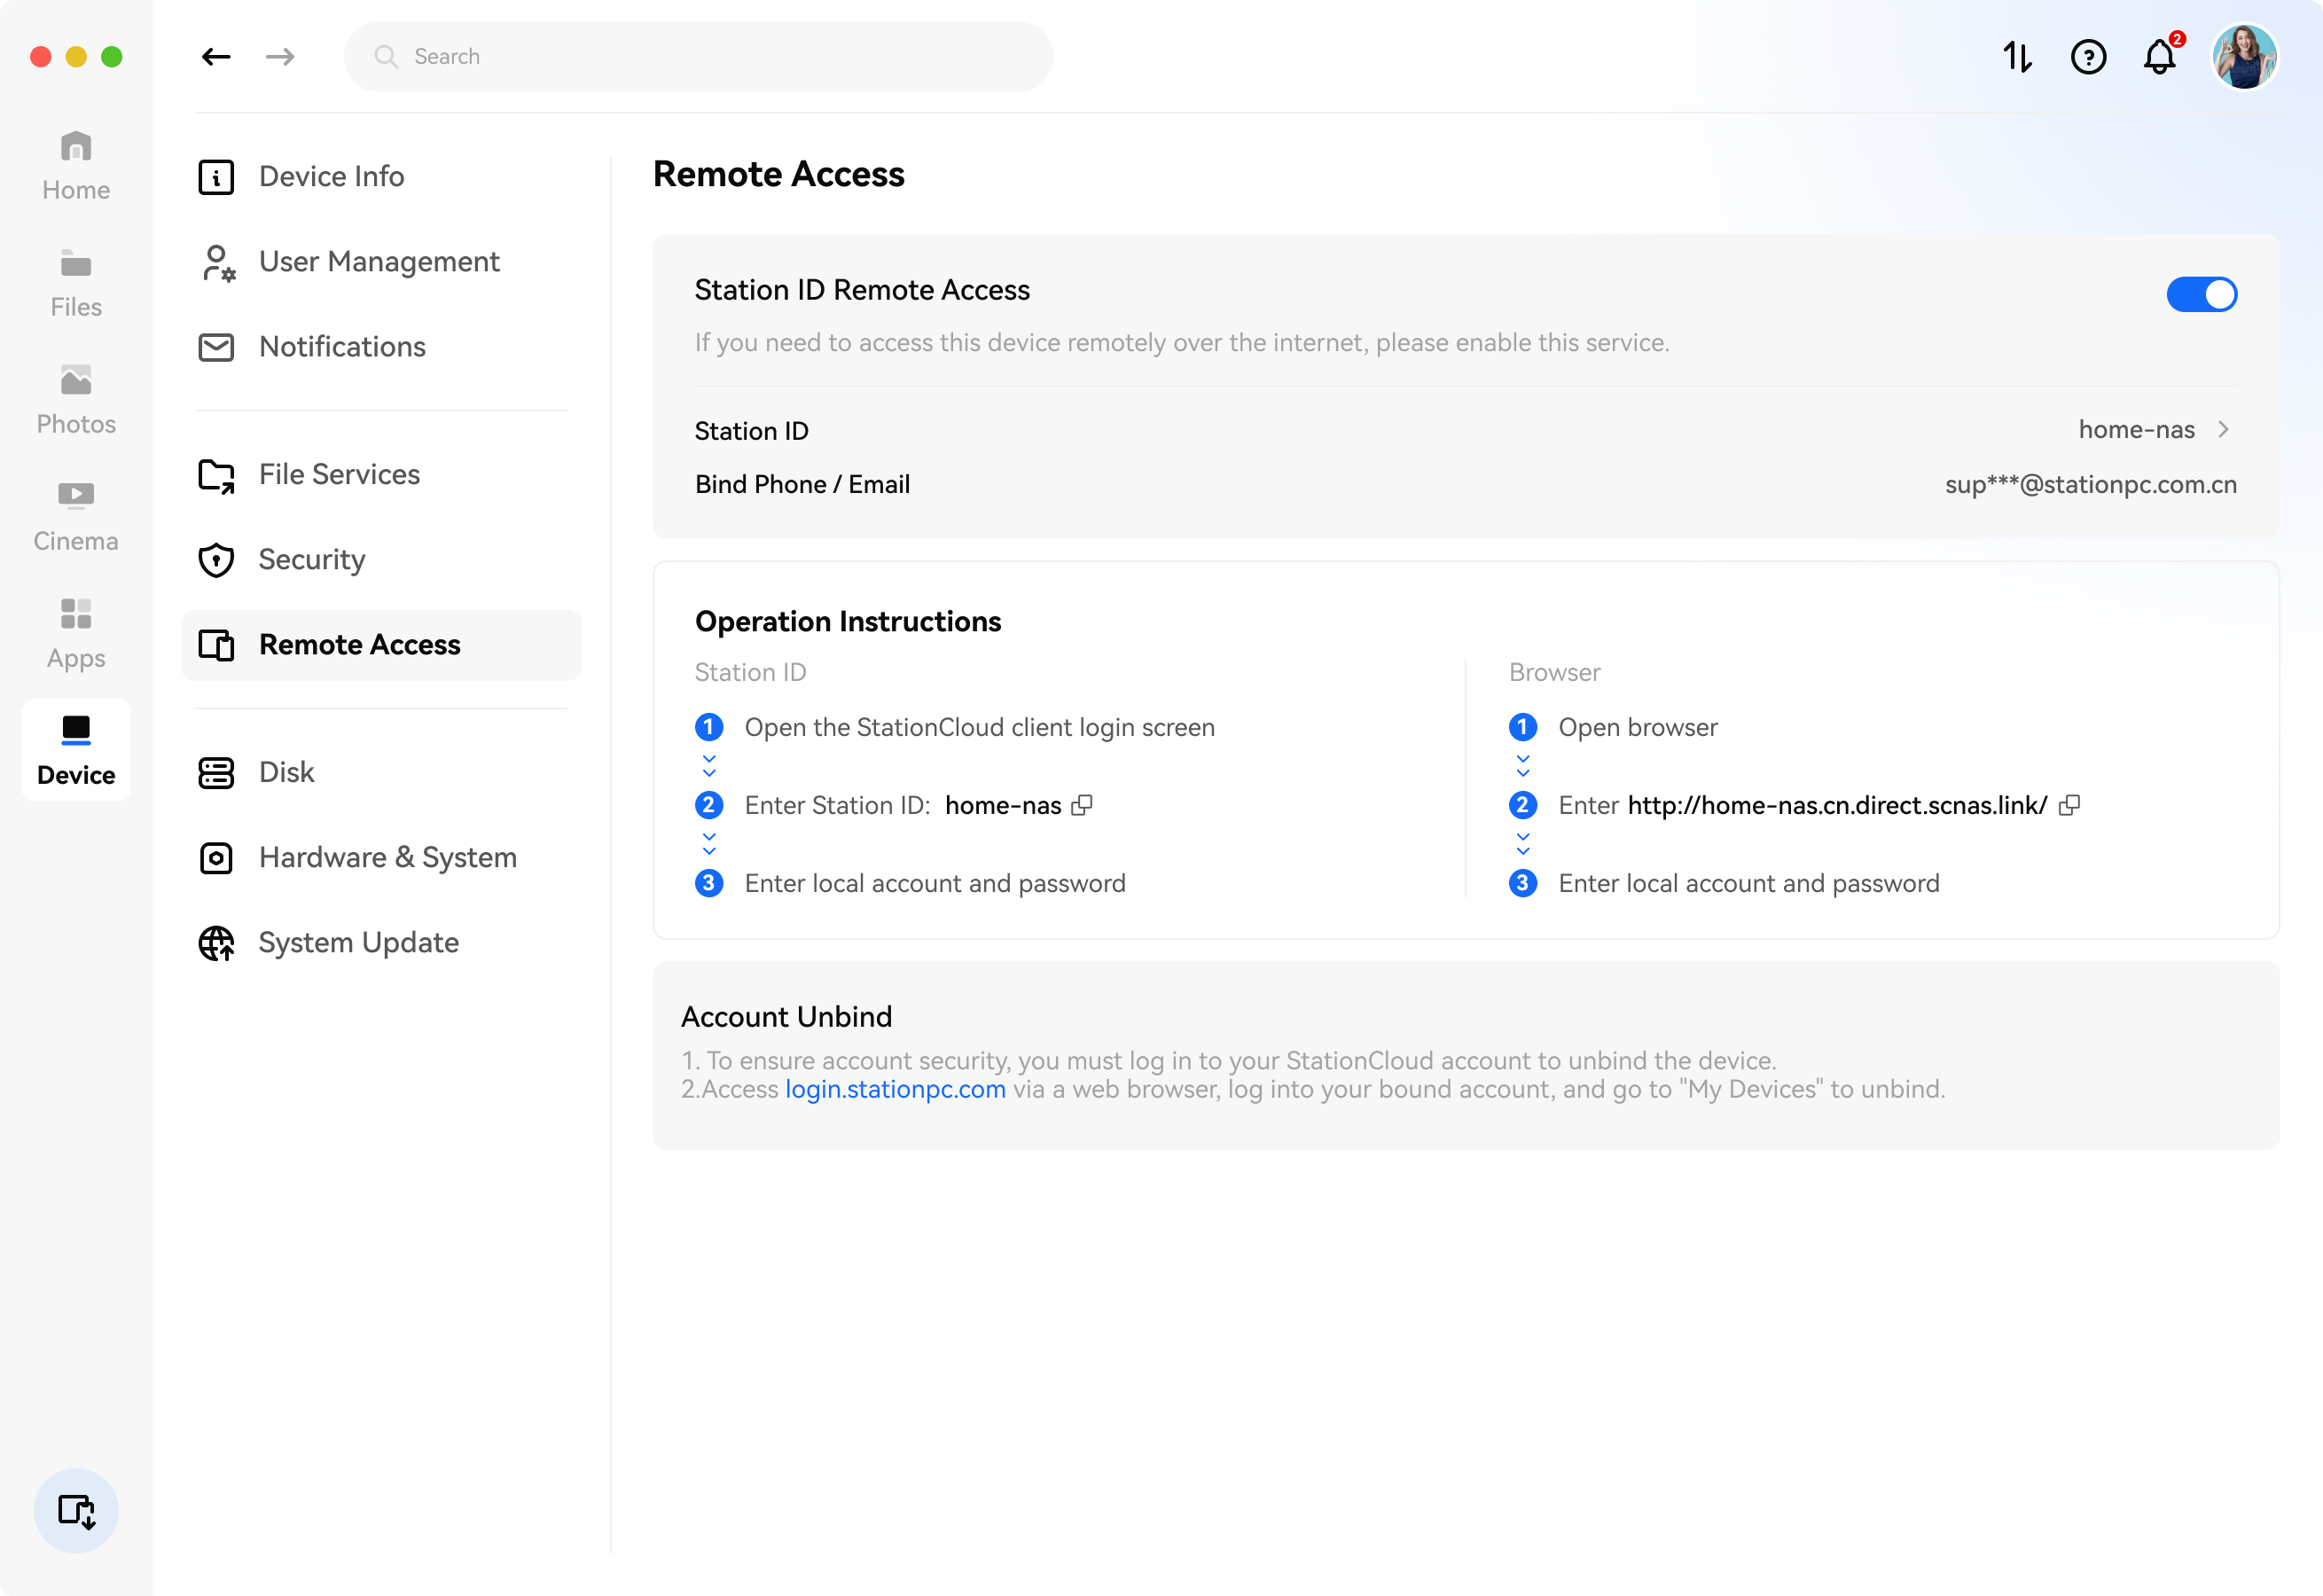 Search
2
Home
Files
Photos
Cinema
Apps
Device
Device Info
User Management
Notifications
File Services
Security
Remote Access
Disk
Hardware & System
System Update
Remote Access
Station ID Remote Access
If you need to access this device remotely over the internet, please enable this service.
Station ID
home-nas
Bind Phone / Email
sup***@stationpc.com.cn
Operation Instructions
Station ID
1 Open the StationCloud client login screen
2 Enter Station ID: home-nas
3 Enter local account and password
Browser
1 Open browser
2 Enter http://home-nas.cn.direct.scnas.link/
3 Enter local account and password
Account Unbind
1. To ensure account security, you must log in to your StationCloud account to unbind the device.
2.Access login.stationpc.com via a web browser, log into your bound account, and go to "My Devices" to unbind.